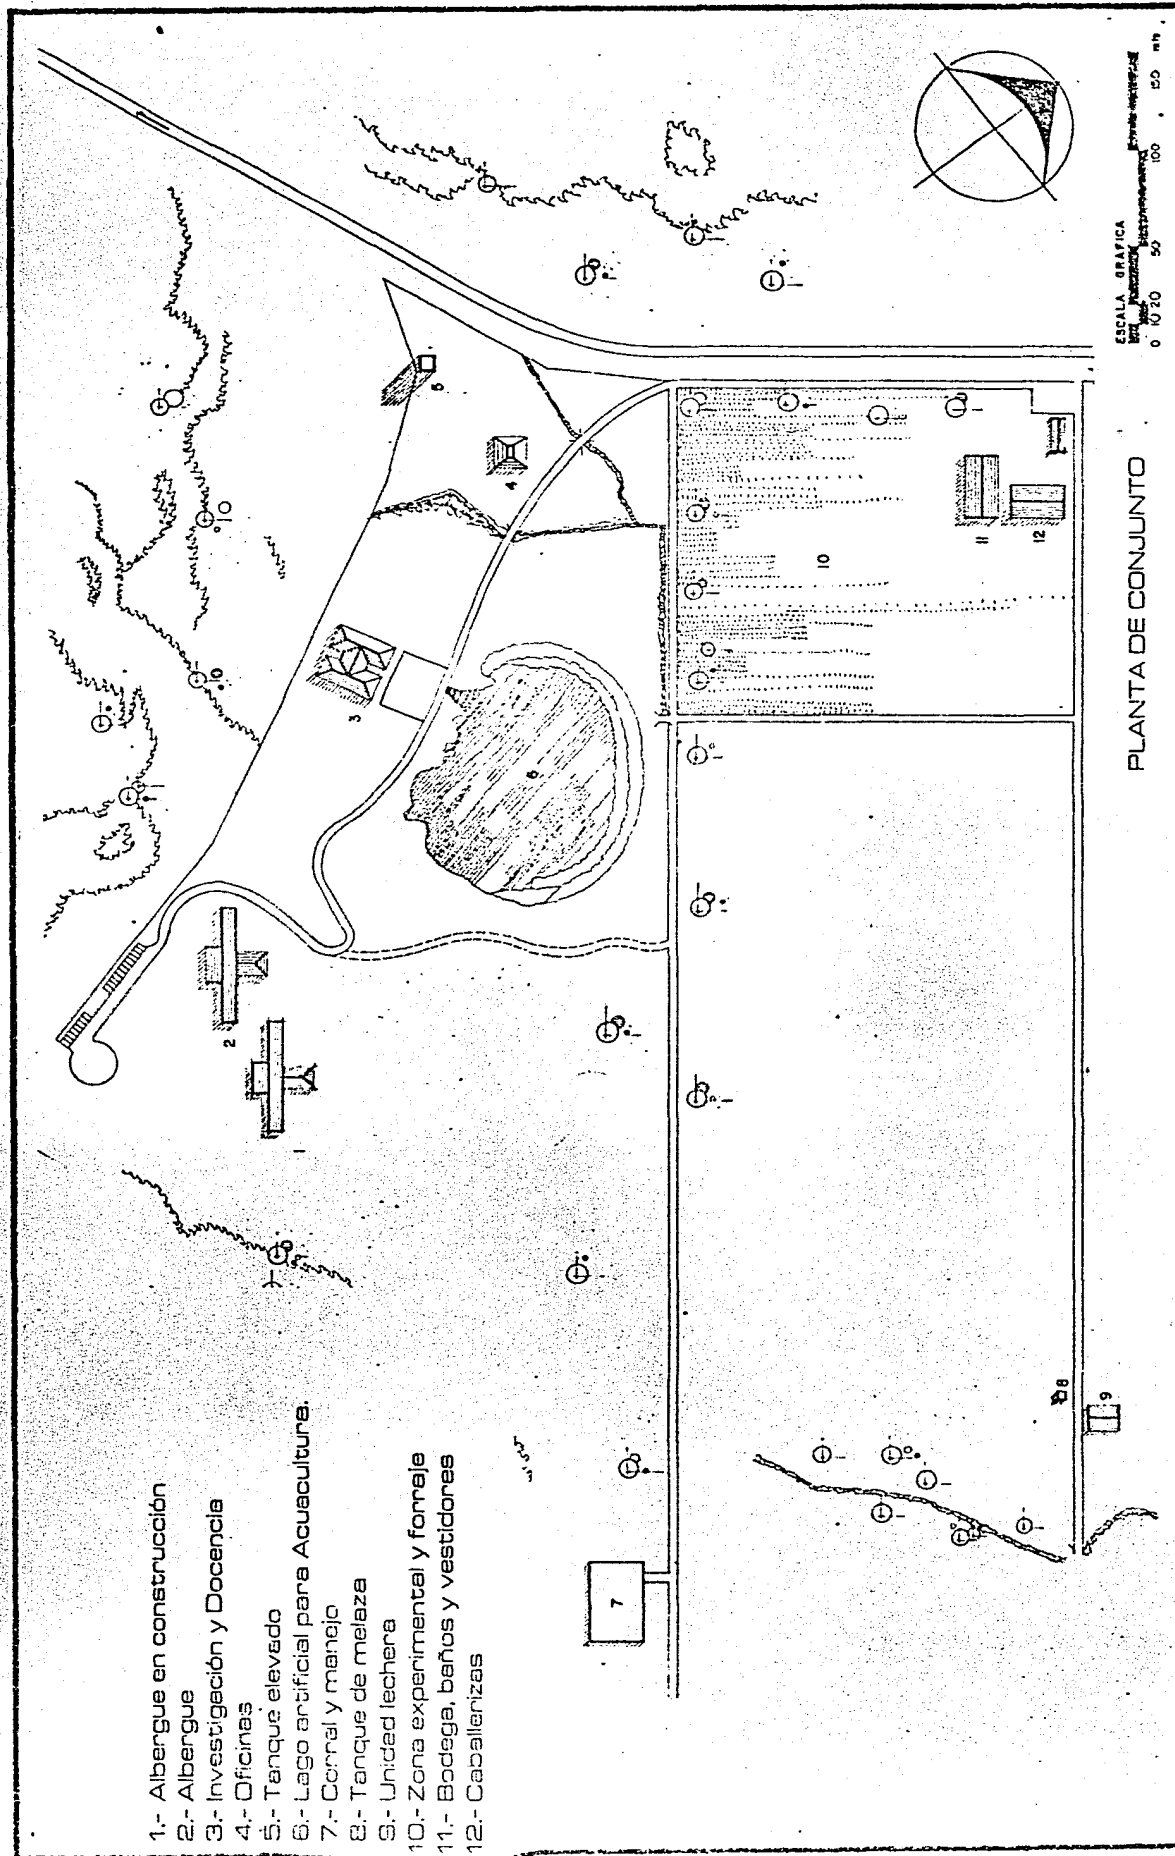 1.- Albergue en construcción
2.- Albergue
3.- Investigación y Docencia
4.- Oficinas
5.- Tanque elevado
6.- Lago artificial para Acuacultura.
7.- Corral y manejo
8.- Tanque de melaza
9.- Unidad lechera
10.- Zona experimental y forraje
11.- Bodega, baños y vestidores
12.- Caballerizas
1
2
3
4
5
6
7
8
9
10
11
12
PLANTA DE CONJUNTO
ESCALA GRAFICA
0 10 20 50 100 150 mts.